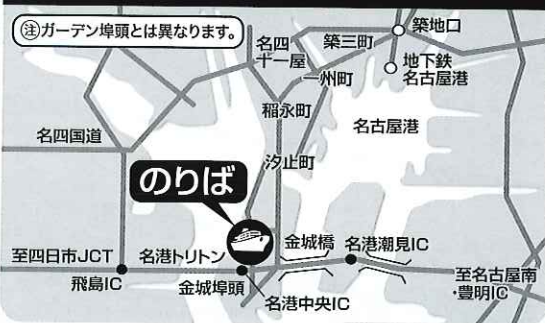 注ガーデン埠頭とは異なります。
築地口
築三町
名四
十一屋
地下鉄
名古屋港
一州町
稲永町
名古屋港
名四国道
汐止町
のりば
金城橋
名港潮見IC
至四日市JCT
名港トリトン
飛島IC
金城埠頭
名港中央IC
至名古屋南
・豊明IC